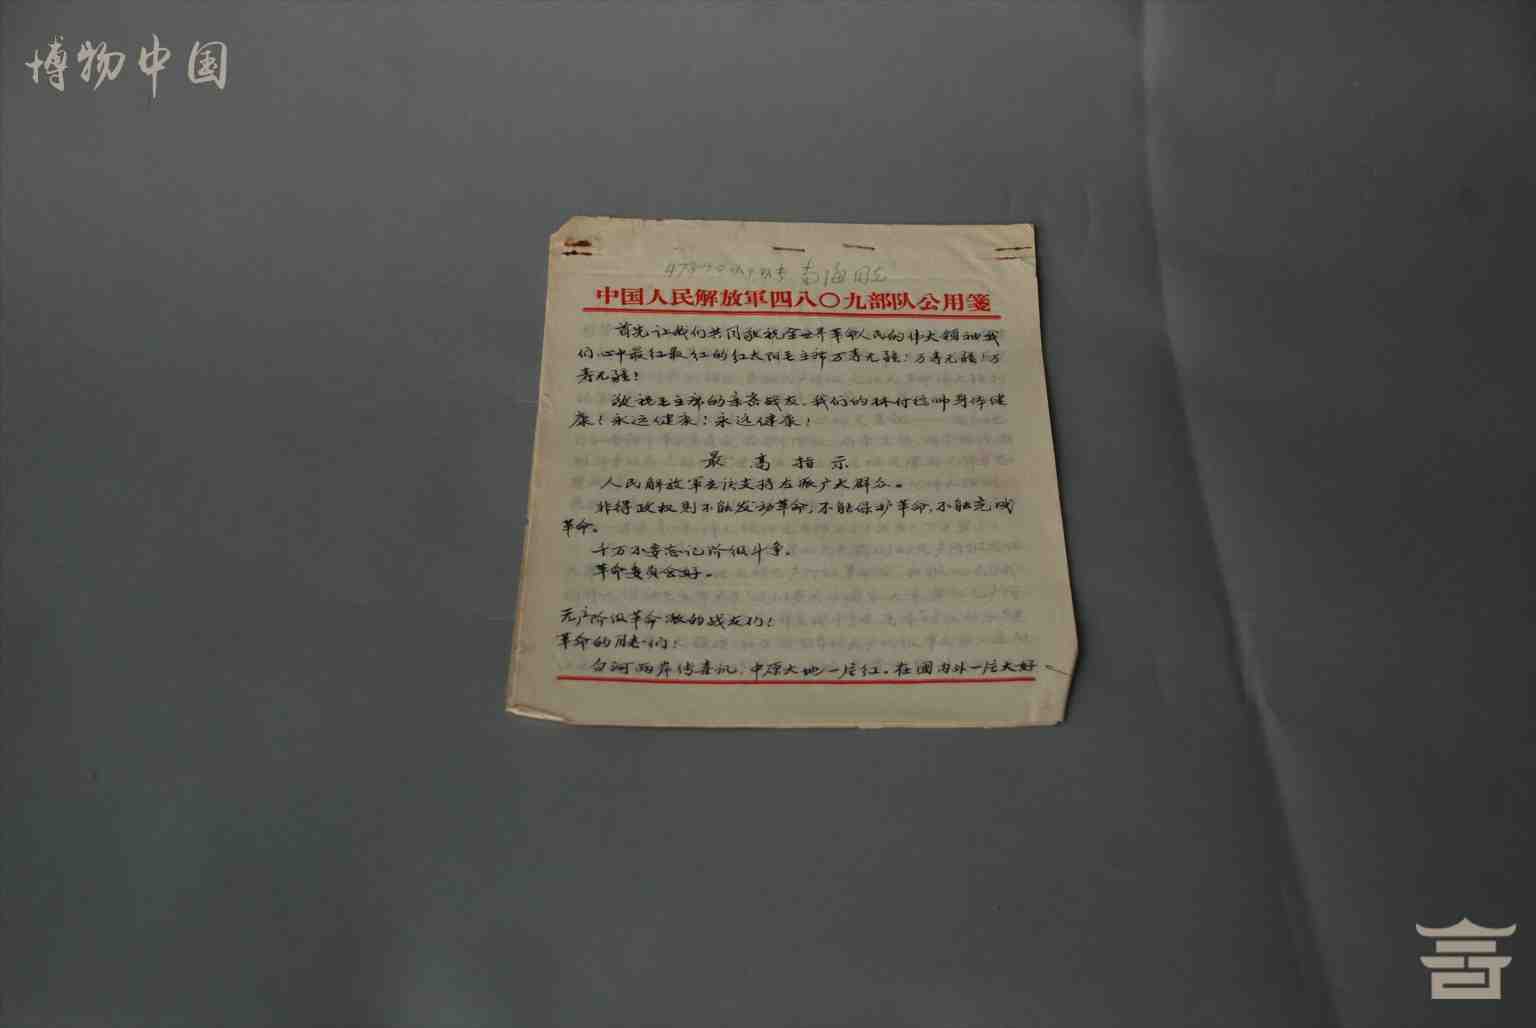 博物中国
中国人民解放軍四八〇九部队公用箋
首先让我们共同敬祝全世界革命人民的伟大领袖我
们心中最红最红的红太阳毛主席万寿无疆！万寿无疆！万
寿无疆！
敬祝毛主席的亲密战友、我们的林付统帅身体健
康！永远健康！永远健康！
最高指示
人民解放军应该支持左派广大群众。
非得政权则不能发动革命，不能保护革命，不能完成
革命。
千万不要忘记阶级斗争。
革命委员会好。
无产阶级革命派的战友们！
革命的同志们！
白河两岸传喜讯，中原大地一片红。在国内外一片大好